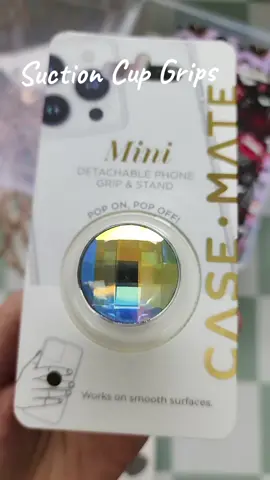 Suction Cup Grips
Mini
DETACHABLE PHONE
GRIP & STAND
POP ON, POP OFF!
CASE•MATE
Works on smooth surfaces.